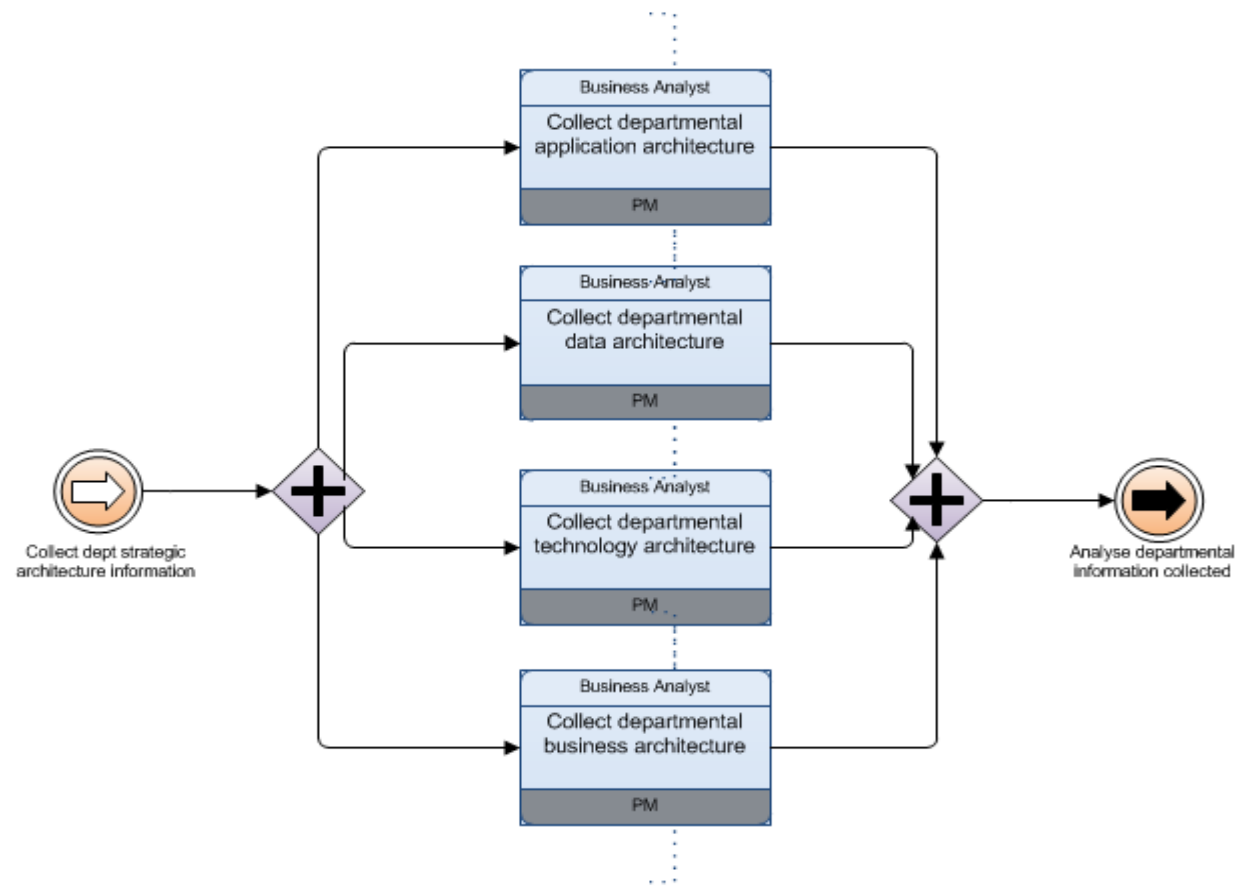 Business Analyst
Collect departmental
application architecture
PM
Business Analyst
Collect departmental
data architecture
PM
Collect dept strategic
architecture information
Business Analyst
Collect departmental
technology architecture
PM
Analyse departmental
information collected
Business Analyst
Collect departmental
business architecture
PM